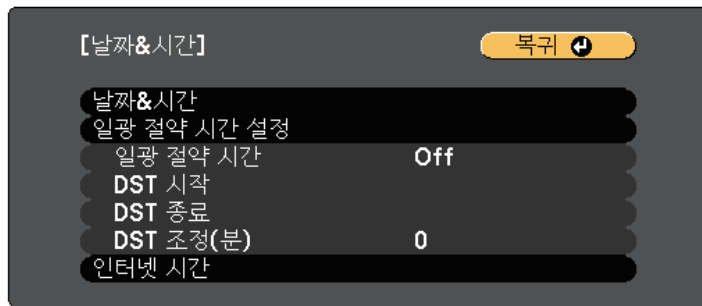 [날짜&시간]
복귀
날짜&시간
일광 절약 시간 설정
일광 절약 시간 Off
DST 시작
DST 종료
DST 조정(분) 0
인터넷 시간